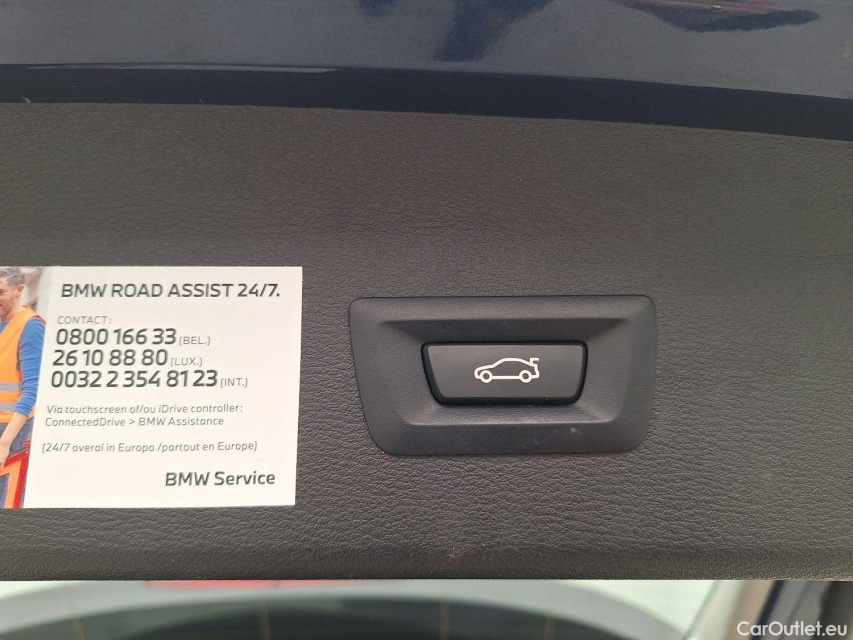 BMW ROAD ASSIST 24/7.
CONTACT:
0800 166 33 (BEL.)
26 10 88 80 (LUX.)
0032 2 354 81 23 (INT.)
Via touchscreen of/ou iDrive controller:
ConnectedDrive > BMW Assistance
(24/7 overal in Europa /partout en Europe)
BMW Service
CarOutlet.eu